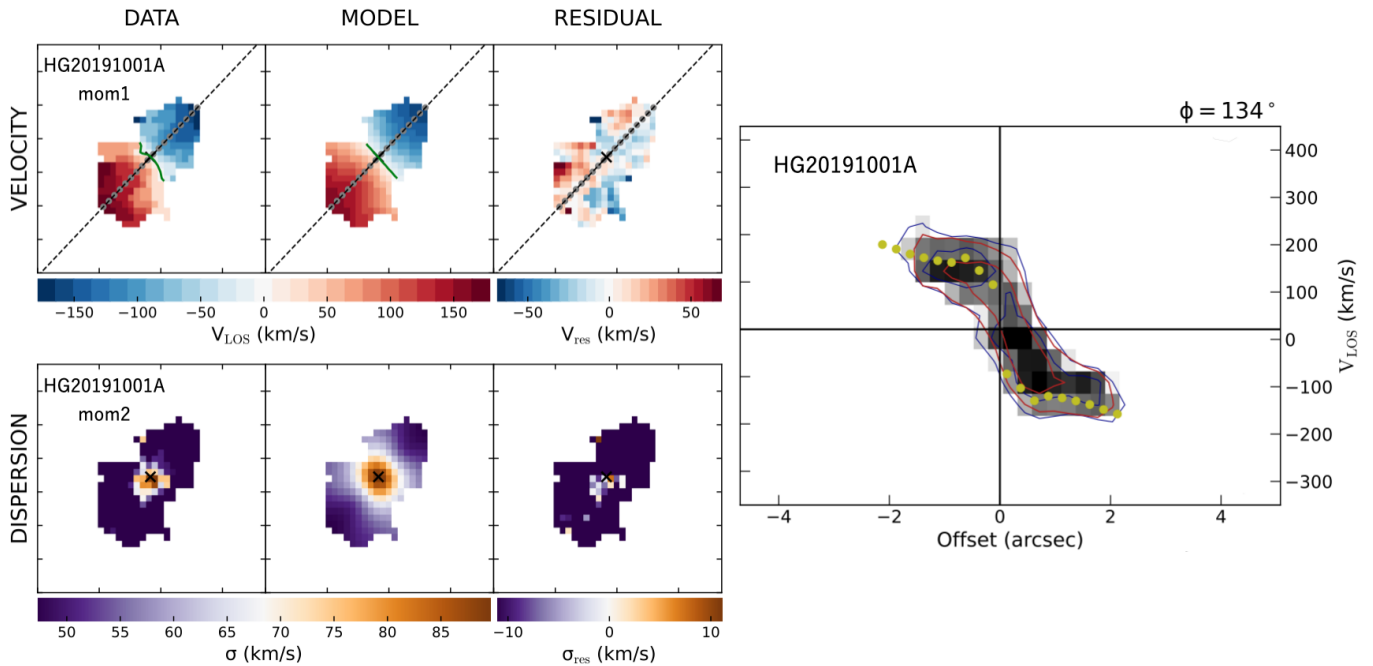 DATA MODEL RESIDUAL
VELOCITY
HG20191001A
mom1
−150 −100 −50 0 50 100 150
V_LOS (km/s)
−50 0 50
V_res (km/s)
DISPERSION
HG20191001A
mom2
50 55 60 65 70 75 80 85
σ (km/s)
−10 0 10
σ_res (km/s)
ϕ = 134°
HG20191001A
400
300
200
100
0
−100
−200
−300
V_LOS (km/s)
−4 −2 0 2 4
Offset (arcsec)